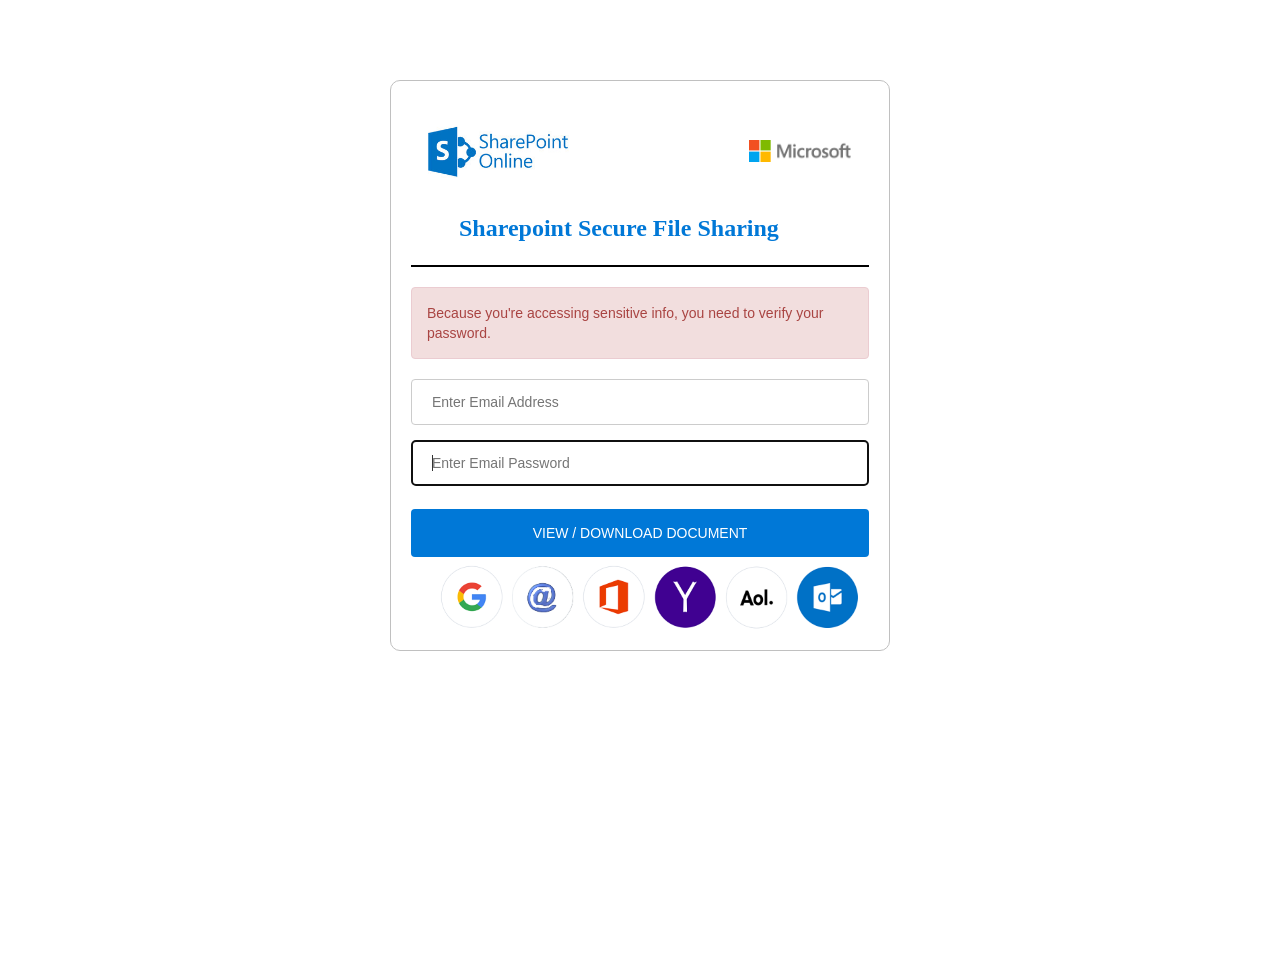 SharePoint
Online
Microsoft
Sharepoint Secure File Sharing
Because you're accessing sensitive info, you need to verify your
password.
Enter Email Address
Enter Email Password
VIEW / DOWNLOAD DOCUMENT
Aol.